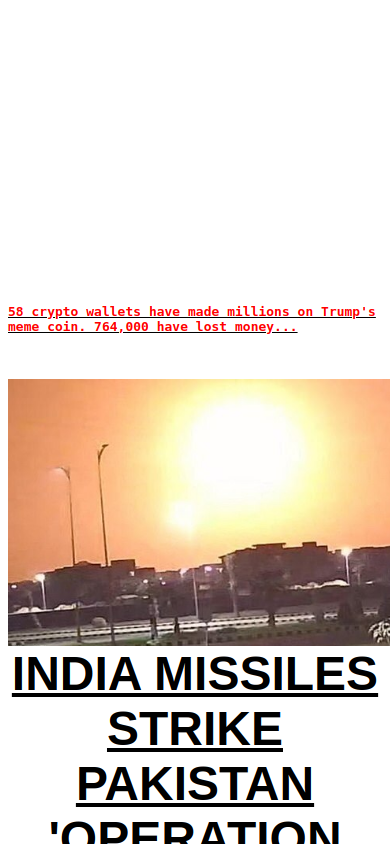 58 crypto wallets have made millions on Trump's
meme coin. 764,000 have lost money...
INDIA MISSILES
STRIKE
PAKISTAN
'OPERATION